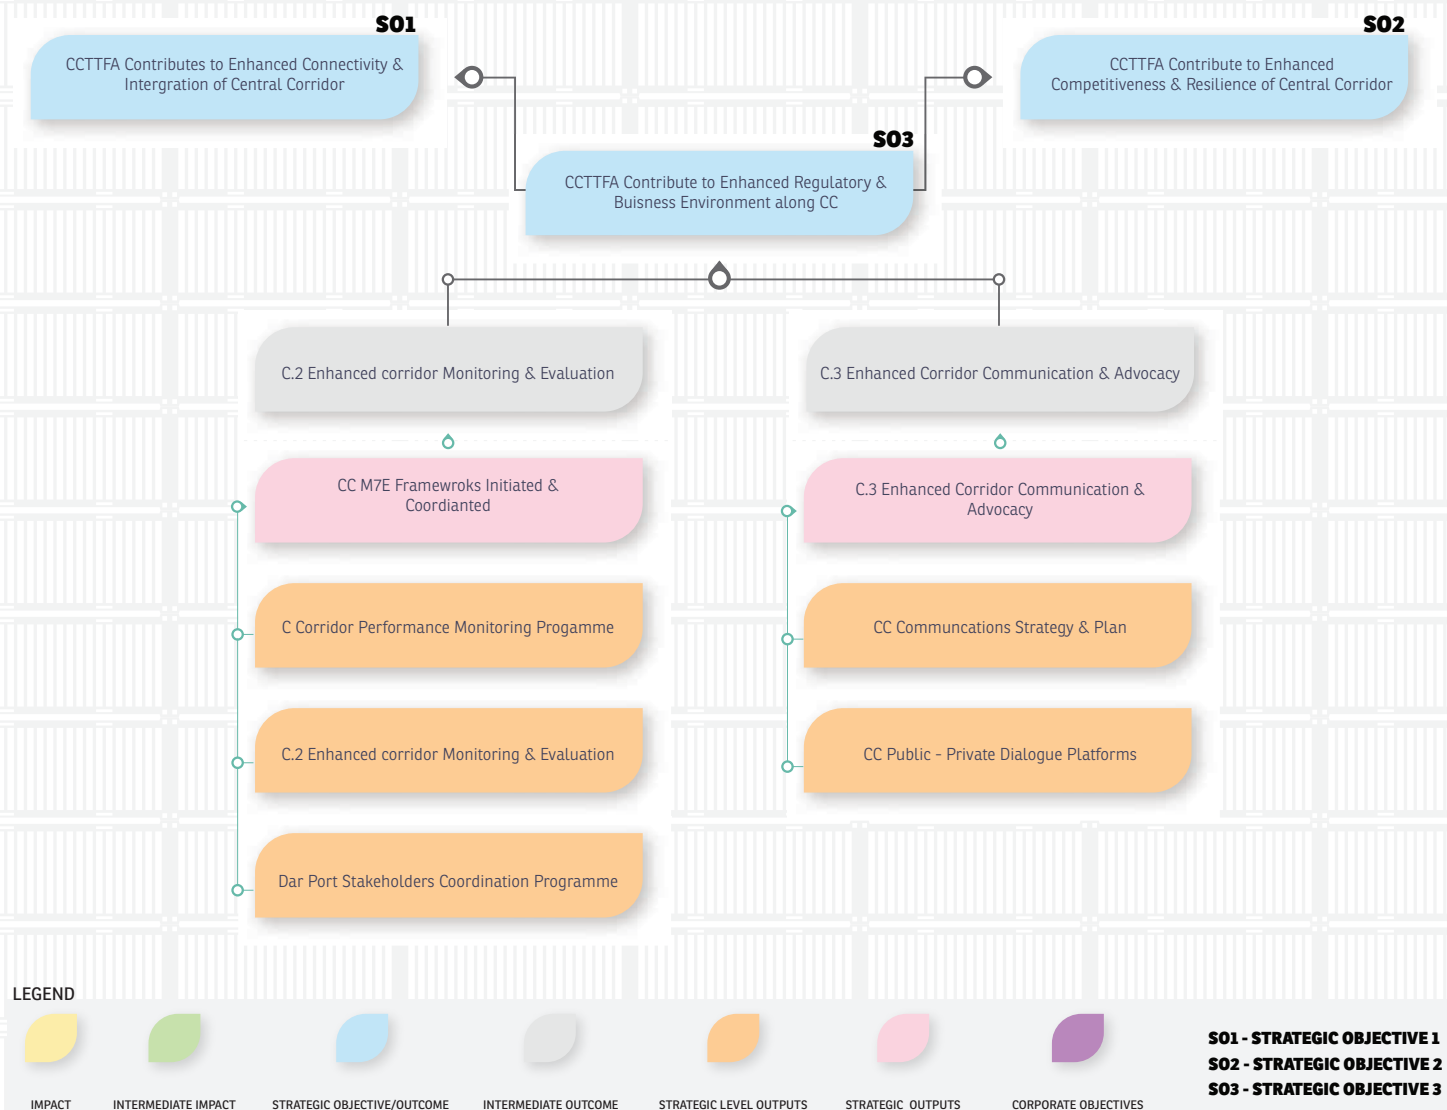 SO1
CCTTFA Contributes to Enhanced Connectivity &
Intergration of Central Corridor
SO2
CCTTFA Contribute to Enhanced
Competitiveness & Resilience of Central Corridor
SO3
CCTTFA Contribute to Enhanced Regulatory &
Buisness Environment along CC
C.2 Enhanced corridor Monitoring & Evaluation
C.3 Enhanced Corridor Communication & Advocacy
CC M7E Framewroks Initiated &
Coordianted
C.3 Enhanced Corridor Communication &
Advocacy
C Corridor Performance Monitoring Progamme
CC Communcations Strategy & Plan
C.2 Enhanced corridor Monitoring & Evaluation
CC Public - Private Dialogue Platforms
Dar Port Stakeholders Coordination Programme
LEGEND
IMPACT
INTERMEDIATE IMPACT
STRATEGIC OBJECTIVE/OUTCOME
INTERMEDIATE OUTCOME
STRATEGIC LEVEL OUTPUTS
STRATEGIC OUTPUTS
CORPORATE OBJECTIVES
SO1 - STRATEGIC OBJECTIVE 1
SO2 - STRATEGIC OBJECTIVE 2
SO3 - STRATEGIC OBJECTIVE 3